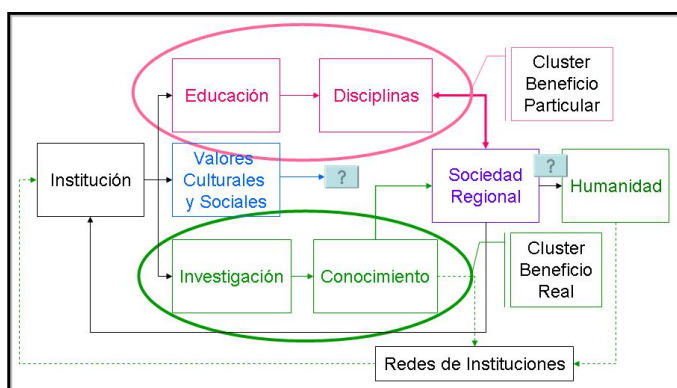 Cluster
Beneficio
Particular
Educación
Disciplinas
Institución
Valores
Culturales
y Sociales
?
Sociedad
Regional
?
Humanidad
Investigación
Conocimiento
Cluster
Beneficio
Real
Redes de Instituciones